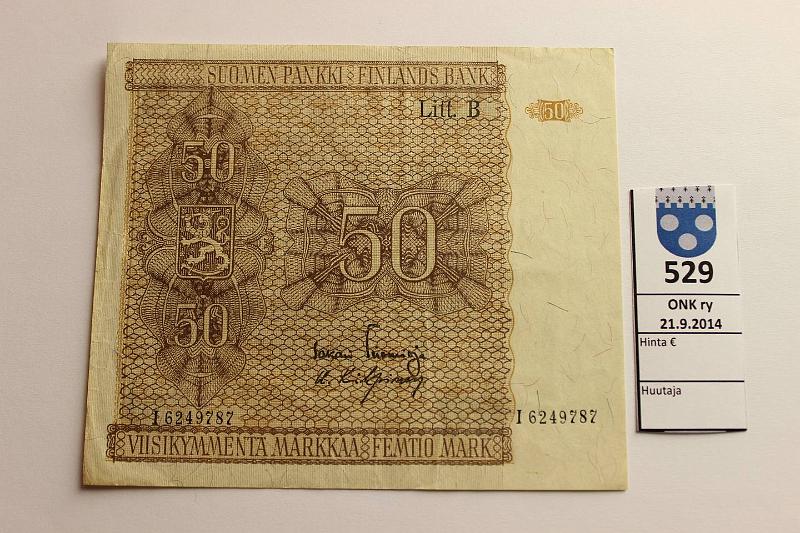 SUOMEN PANKKI FINLANDS BANK
Litt. B
50
50
50
50
I 6249787
I 6249787
VIISIKYMMENTÄ MARKKAA FEMTIO MARK
529
ONK ry
21.9.2014
Hinta €
Huutaja